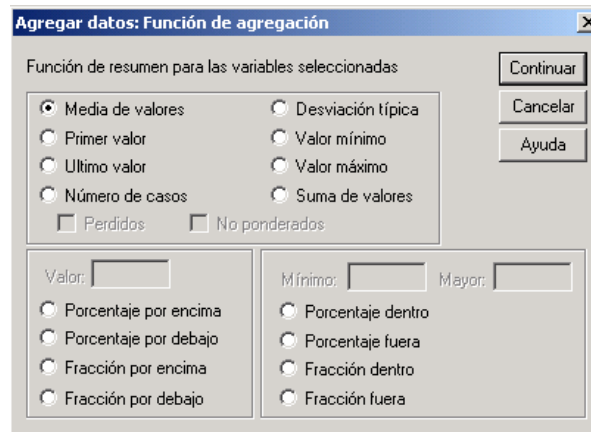 Agregar datos: Función de agregación
Función de resumen para las variables seleccionadas
Continuar
Cancelar
Ayuda
Media de valores
Desviación típica
Primer valor
Valor mínimo
Ultimo valor
Valor máximo
Número de casos
Suma de valores
Perdidos
No ponderados
Valor:
Porcentaje por encima
Porcentaje por debajo
Fracción por encima
Fracción por debajo
Mínimo:
Mayor:
Porcentaje dentro
Porcentaje fuera
Fracción dentro
Fracción fuera